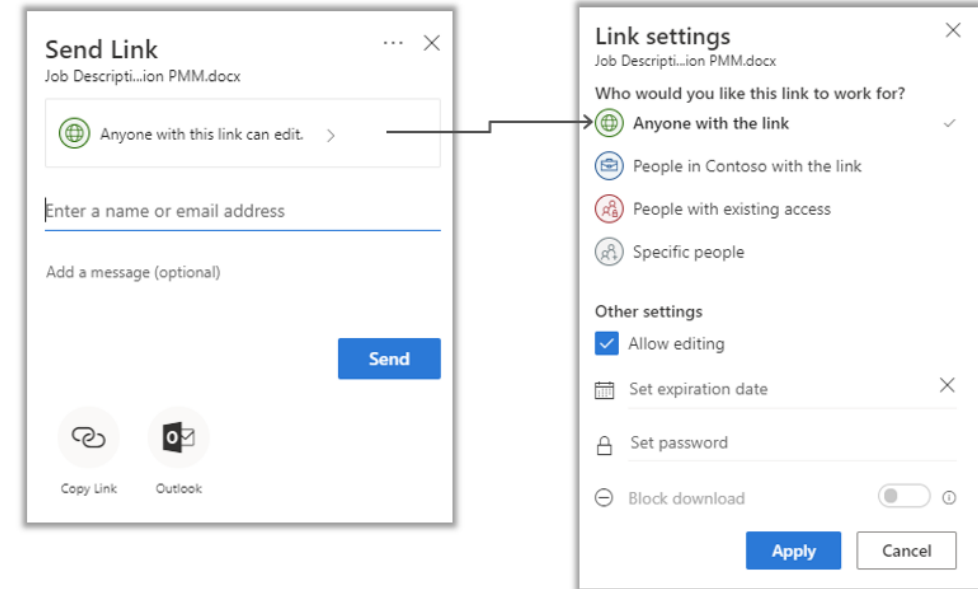 Send Link
Job Descripti...ion PMM.docx
Anyone with this link can edit.
Enter a name or email address
Add a message (optional)
Send
Copy Link
Outlook
Link settings
Job Descripti...ion PMM.docx
Who would you like this link to work for?
Anyone with the link
People in Contoso with the link
People with existing access
Specific people
Other settings
Allow editing
Set expiration date
Set password
Block download
Apply
Cancel